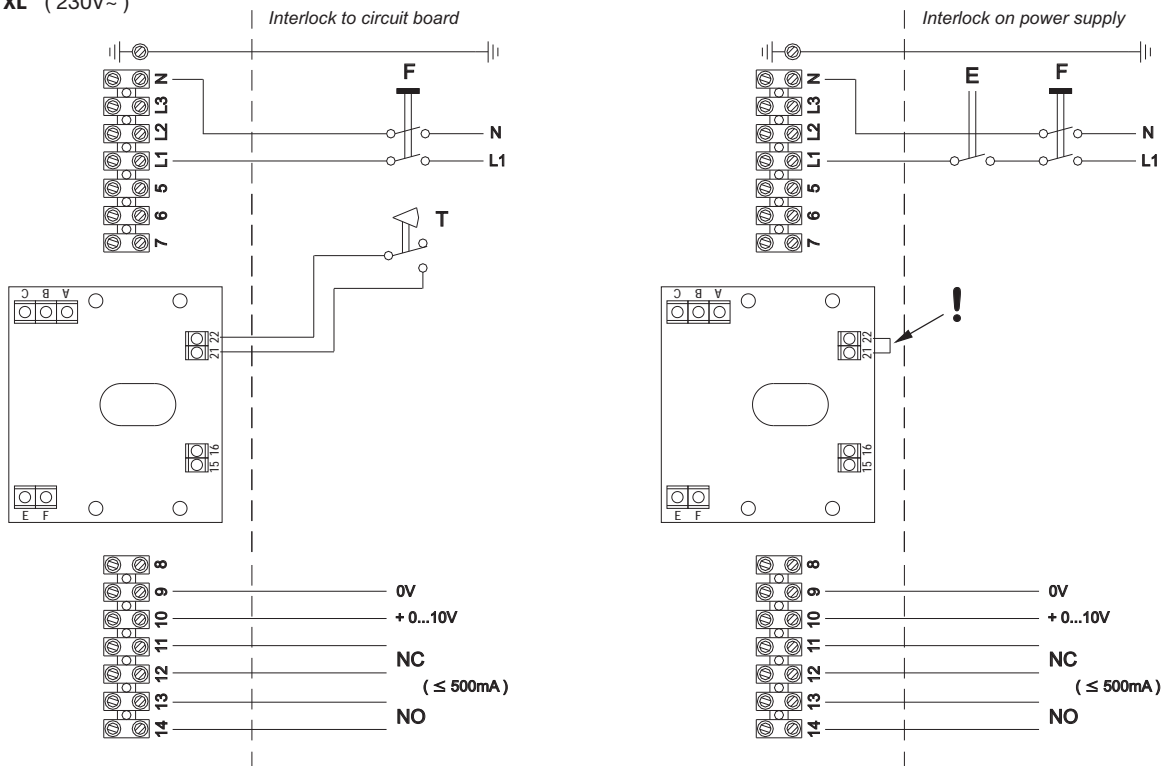 XL ( 230V~ )
Interlock to circuit board
N
L3
L2
L1
5
6
7
F
N
L1
T
C B A
22
21
16
15
E F
8
9
10
11
12
13
14
0V
+ 0...10V
NC
( ≤ 500mA )
NO
Interlock on power supply
N
L3
L2
L1
5
6
7
E
F
N
L1
C B A
22
21
!
16
15
E F
8
9
10
11
12
13
14
0V
+ 0...10V
NC
( ≤ 500mA )
NO